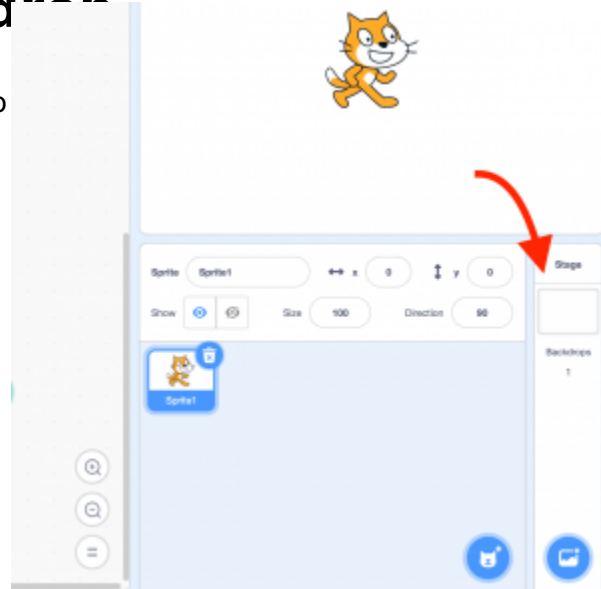 Sprite Sprite1 x 0 y 0
Stage
Show Size 100 Direction 90
Backdrops
1
Sprite1